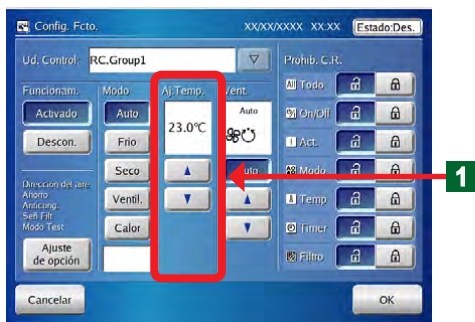 Config. Fcto.
XX/XX/XXXX XX:XX
Estado:Des.
Ud. Control:
RC.Group1
Prohib. C.R.
Funcionam.
Modo
Aj.Temp.
Vent.
Activado
Descon.
Auto
Frío
Seco
Ventil.
Calor
23.0°C
Auto
Auto
All Todo
On/Off
Act.
Modo
Temp
Timer
Filtro
Dirección del aire
Ahorro
Anticong.
Señ Filt
Modo Test
Ajuste
de opción
Cancelar
OK
1